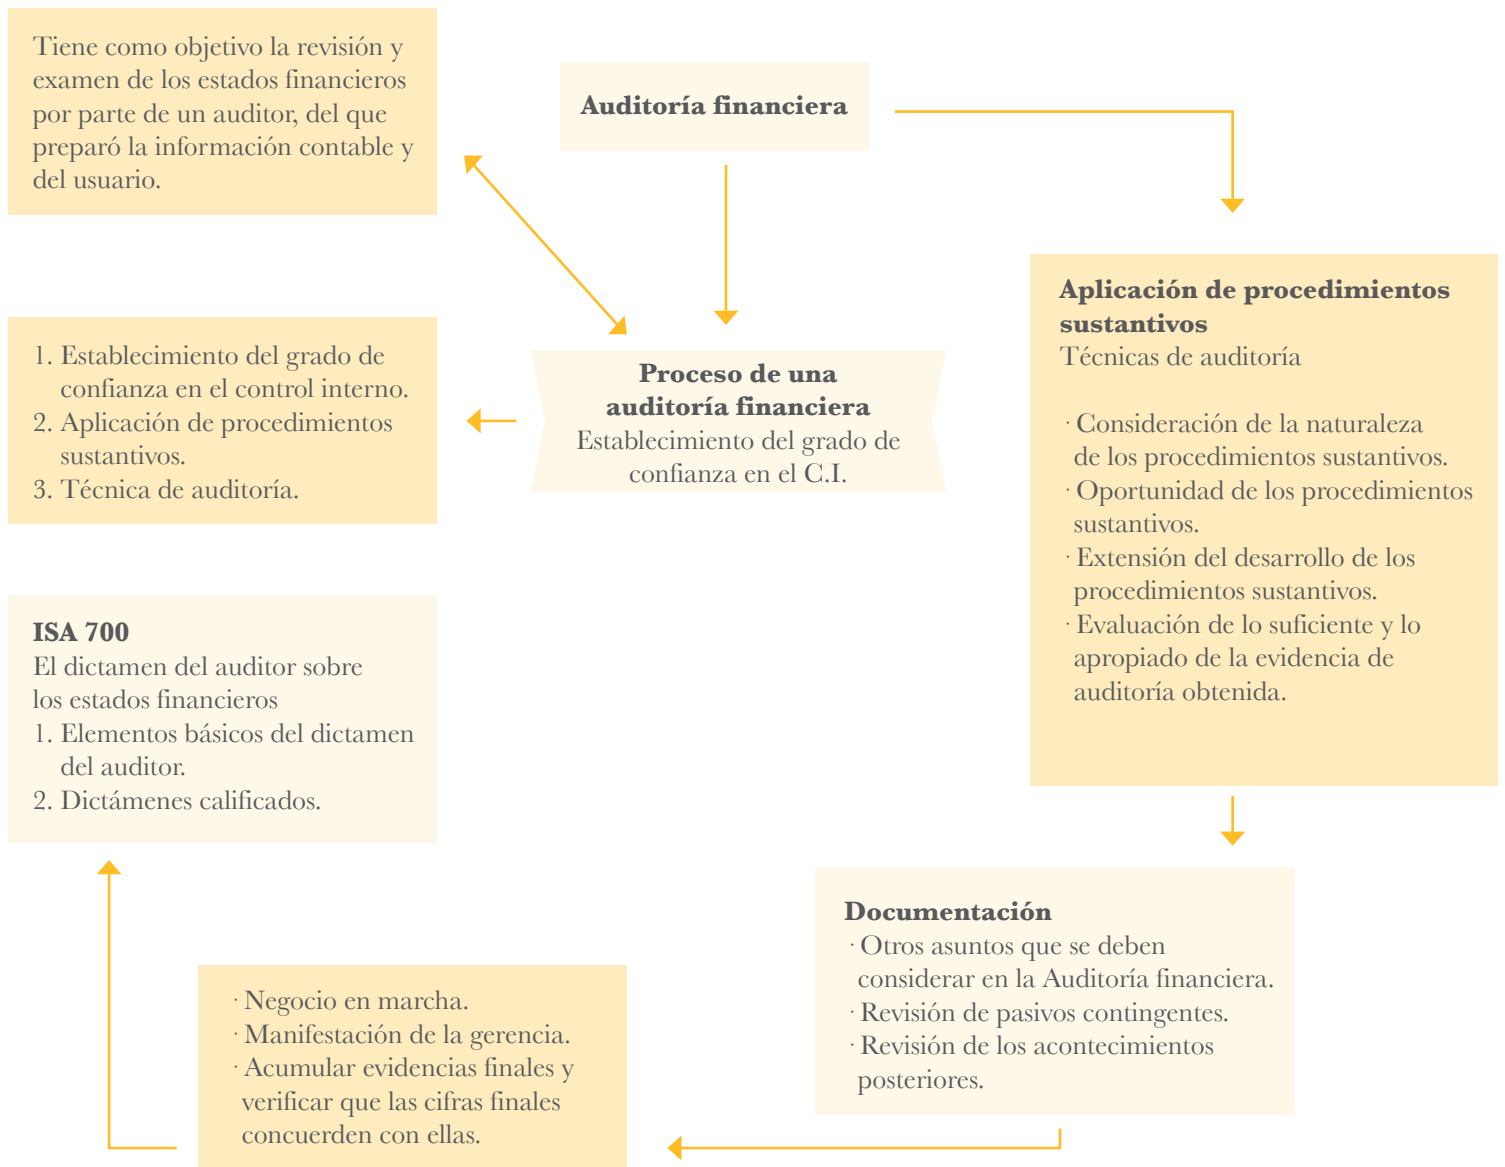 Tiene como objetivo la revisión y
examen de los estados financieros
por parte de un auditor, del que
preparó la información contable y
del usuario.
Auditoría financiera
Aplicación de procedimientos
sustantivos
Técnicas de auditoría
· Consideración de la naturaleza
de los procedimientos sustantivos.
· Oportunidad de los procedimientos
sustantivos.
· Extensión del desarrollo de los
procedimientos sustantivos.
· Evaluación de lo suficiente y lo
apropiado de la evidencia de
auditoría obtenida.
1. Establecimiento del grado de
confianza en el control interno.
2. Aplicación de procedimientos
sustantivos.
3. Técnica de auditoría.
Proceso de una
auditoría financiera
Establecimiento del grado de
confianza en el C.I.
ISA 700
El dictamen del auditor sobre
los estados financieros
1. Elementos básicos del dictamen
del auditor.
2. Dictámenes calificados.
Documentación
· Otros asuntos que se deben
considerar en la Auditoría financiera.
· Revisión de pasivos contingentes.
· Revisión de los acontecimientos
posteriores.
· Negocio en marcha.
· Manifestación de la gerencia.
· Acumular evidencias finales y
verificar que las cifras finales
concuerden con ellas.